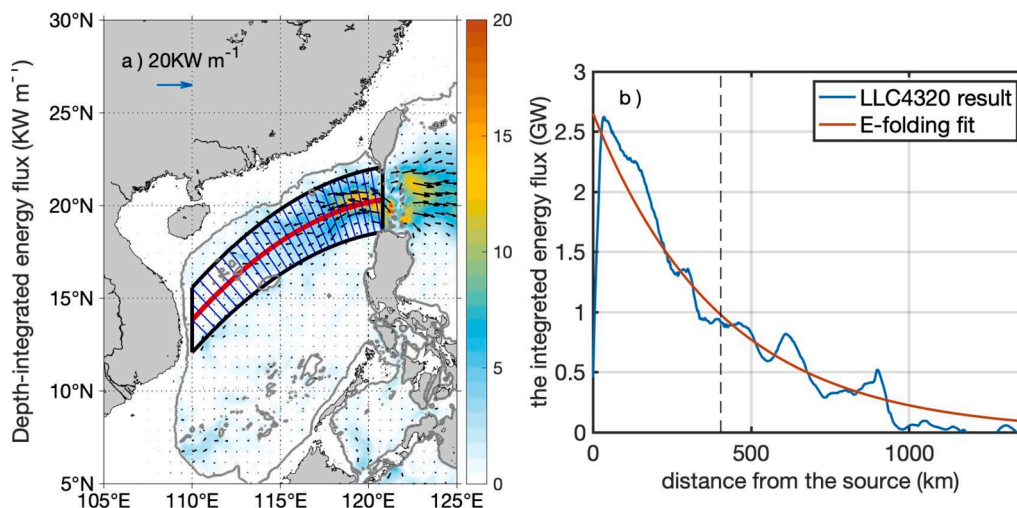 Depth-integrated energy flux (KW m⁻¹)
30°N
25°N
20°N
15°N
10°N
5°N
105°E
110°E
115°E
120°E
125°E
a ) 20KW m⁻¹
20
15
10
5
0
the integreted energy flux (GW)
3
2.5
2
1.5
1
0.5
0
b )
LLC4320 result
E-folding fit
0
500
1000
distance from the source (km)